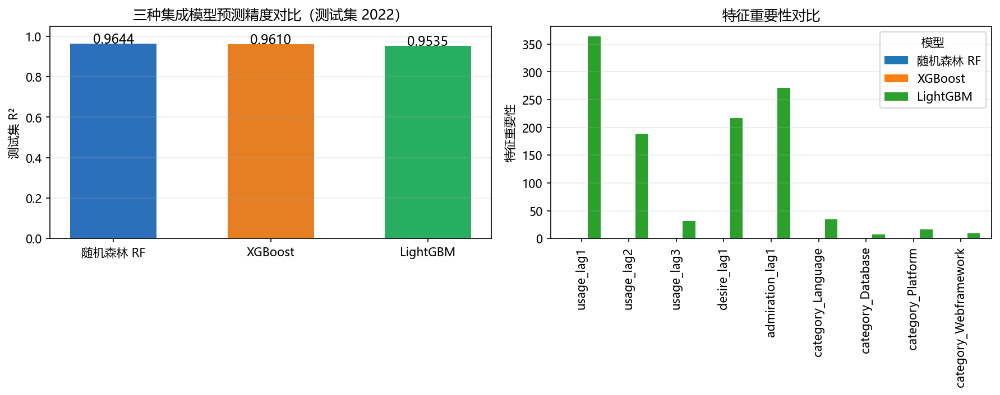 三种集成模型预测精度对比（测试集 2022）
测试集 R²
1.0
0.8
0.6
0.4
0.2
0.0
0.9644
0.9610
0.9535
随机森林 RF
XGBoost
LightGBM
特征重要性对比
特征重要性
350
300
250
200
150
100
50
0
模型
随机森林 RF
XGBoost
LightGBM
usage_lag1
usage_lag2
usage_lag3
desire_lag1
admiration_lag1
category_Language
category_Database
category_Platform
category_Webframework